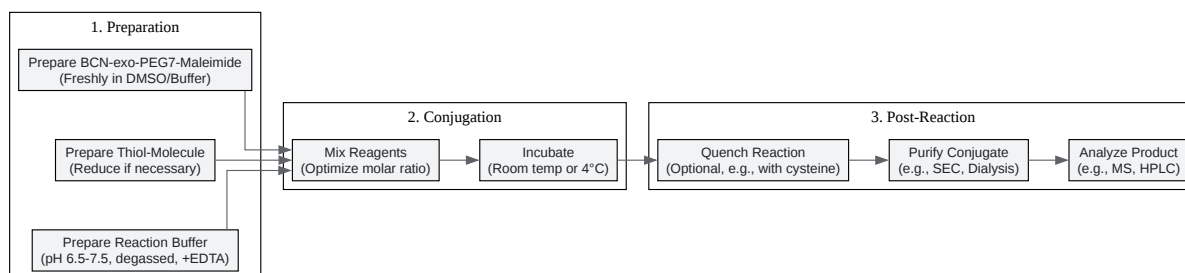 1. Preparation
Prepare BCN-exo-PEG7-Maleimide
(Freshly in DMSO/Buffer)
Prepare Thiol-Molecule
(Reduce if necessary)
Prepare Reaction Buffer
(pH 6.5-7.5, degassed, +EDTA)
2. Conjugation
Mix Reagents
(Optimize molar ratio)
Incubate
(Room temp or 4°C)
3. Post-Reaction
Quench Reaction
(Optional, e.g., with cysteine)
Purify Conjugate
(e.g., SEC, Dialysis)
Analyze Product
(e.g., MS, HPLC)